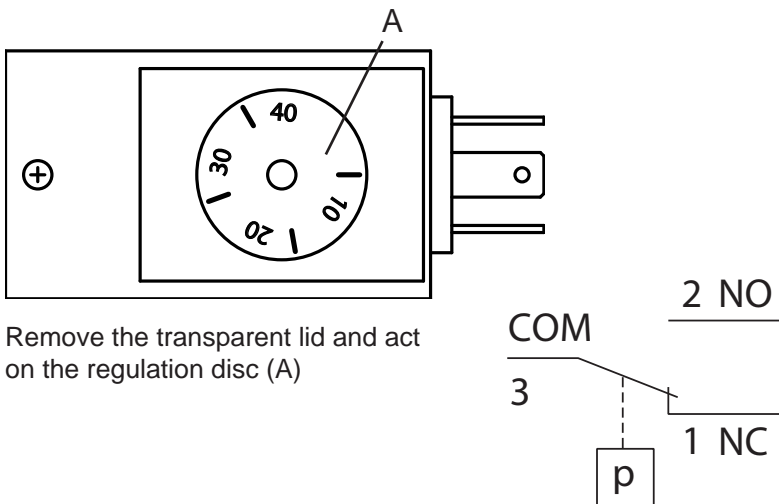 A
40
30
10
20
Remove the transparent lid and act
on the regulation disc (A)
2 NO
COM
3
1 NC
p